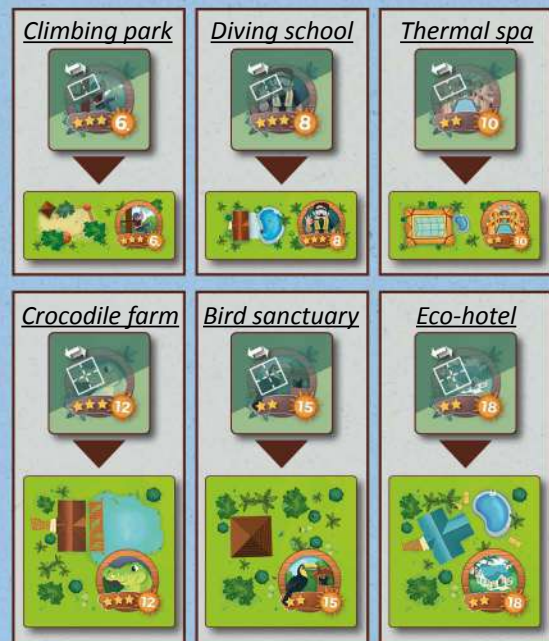 Climbing park
Diving school
Thermal spa
6.
8
10
6.
8
10
Crocodile farm
Bird sanctuary
Eco-hotel
12
15
18
12
15
18